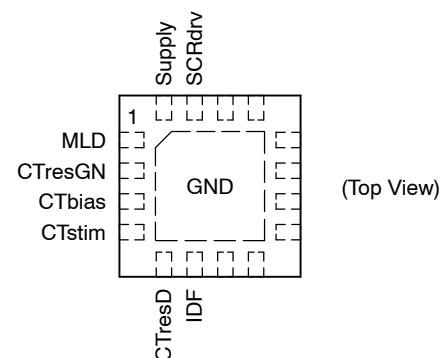 Supply
SCRdrv
1
MLD
CTresGN
CTbias
CTstim
GND
(Top View)
CTresD
IDF